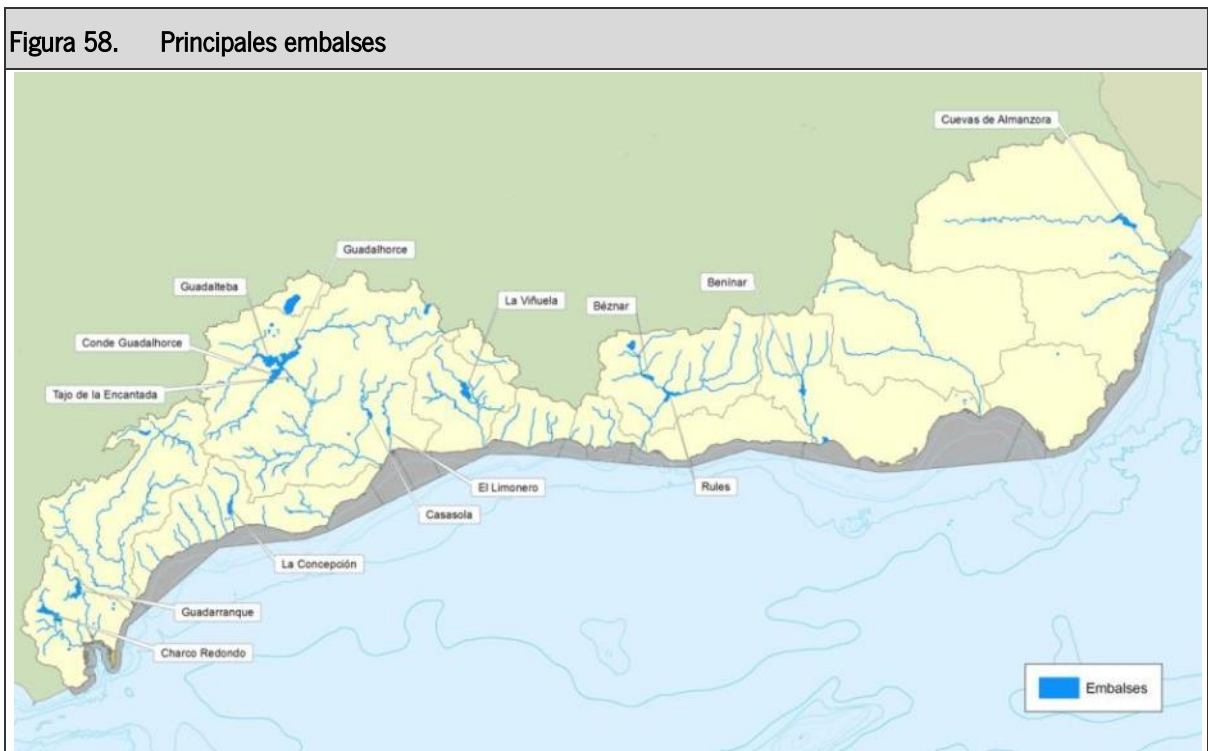 Figura 58. Principales embalses
Cuevas de Almanzora
Guadalhorce
Guadalteba
Benínar
La Viñuela
Béznar
Conde Guadalhorce
Tajo de la Encantada
El Limonero
Rules
Casasola
La Concepción
Guadarranque
Charco Redondo
Embalses